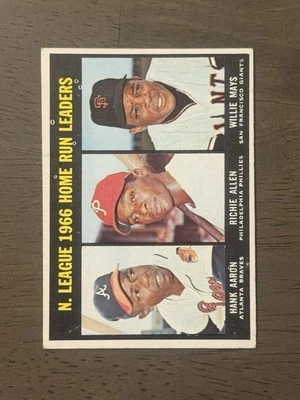 N. LEAGUE 1966 HOME RUN LEADERS
HANK AARON
ATLANTA BRAVES
RICHIE ALLEN
PHILADELPHIA PHILLIES
WILLIE MAYS
SAN FRANCISCO GIANTS